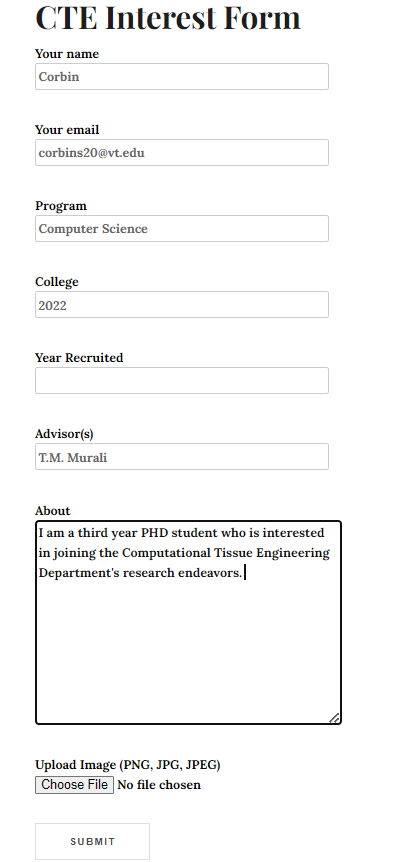 CTE Interest Form
Your name
Corbin
Your email
corbins20@vt.edu
Program
Computer Science
College
2022
Year Recruited
Advisor(s)
T.M. Murali
About
I am a third year PHD student who is interested
in joining the Computational Tissue Engineering
Department's research endeavors.
Upload Image (PNG, JPG, JPEG)
Choose File No file chosen
SUBMIT